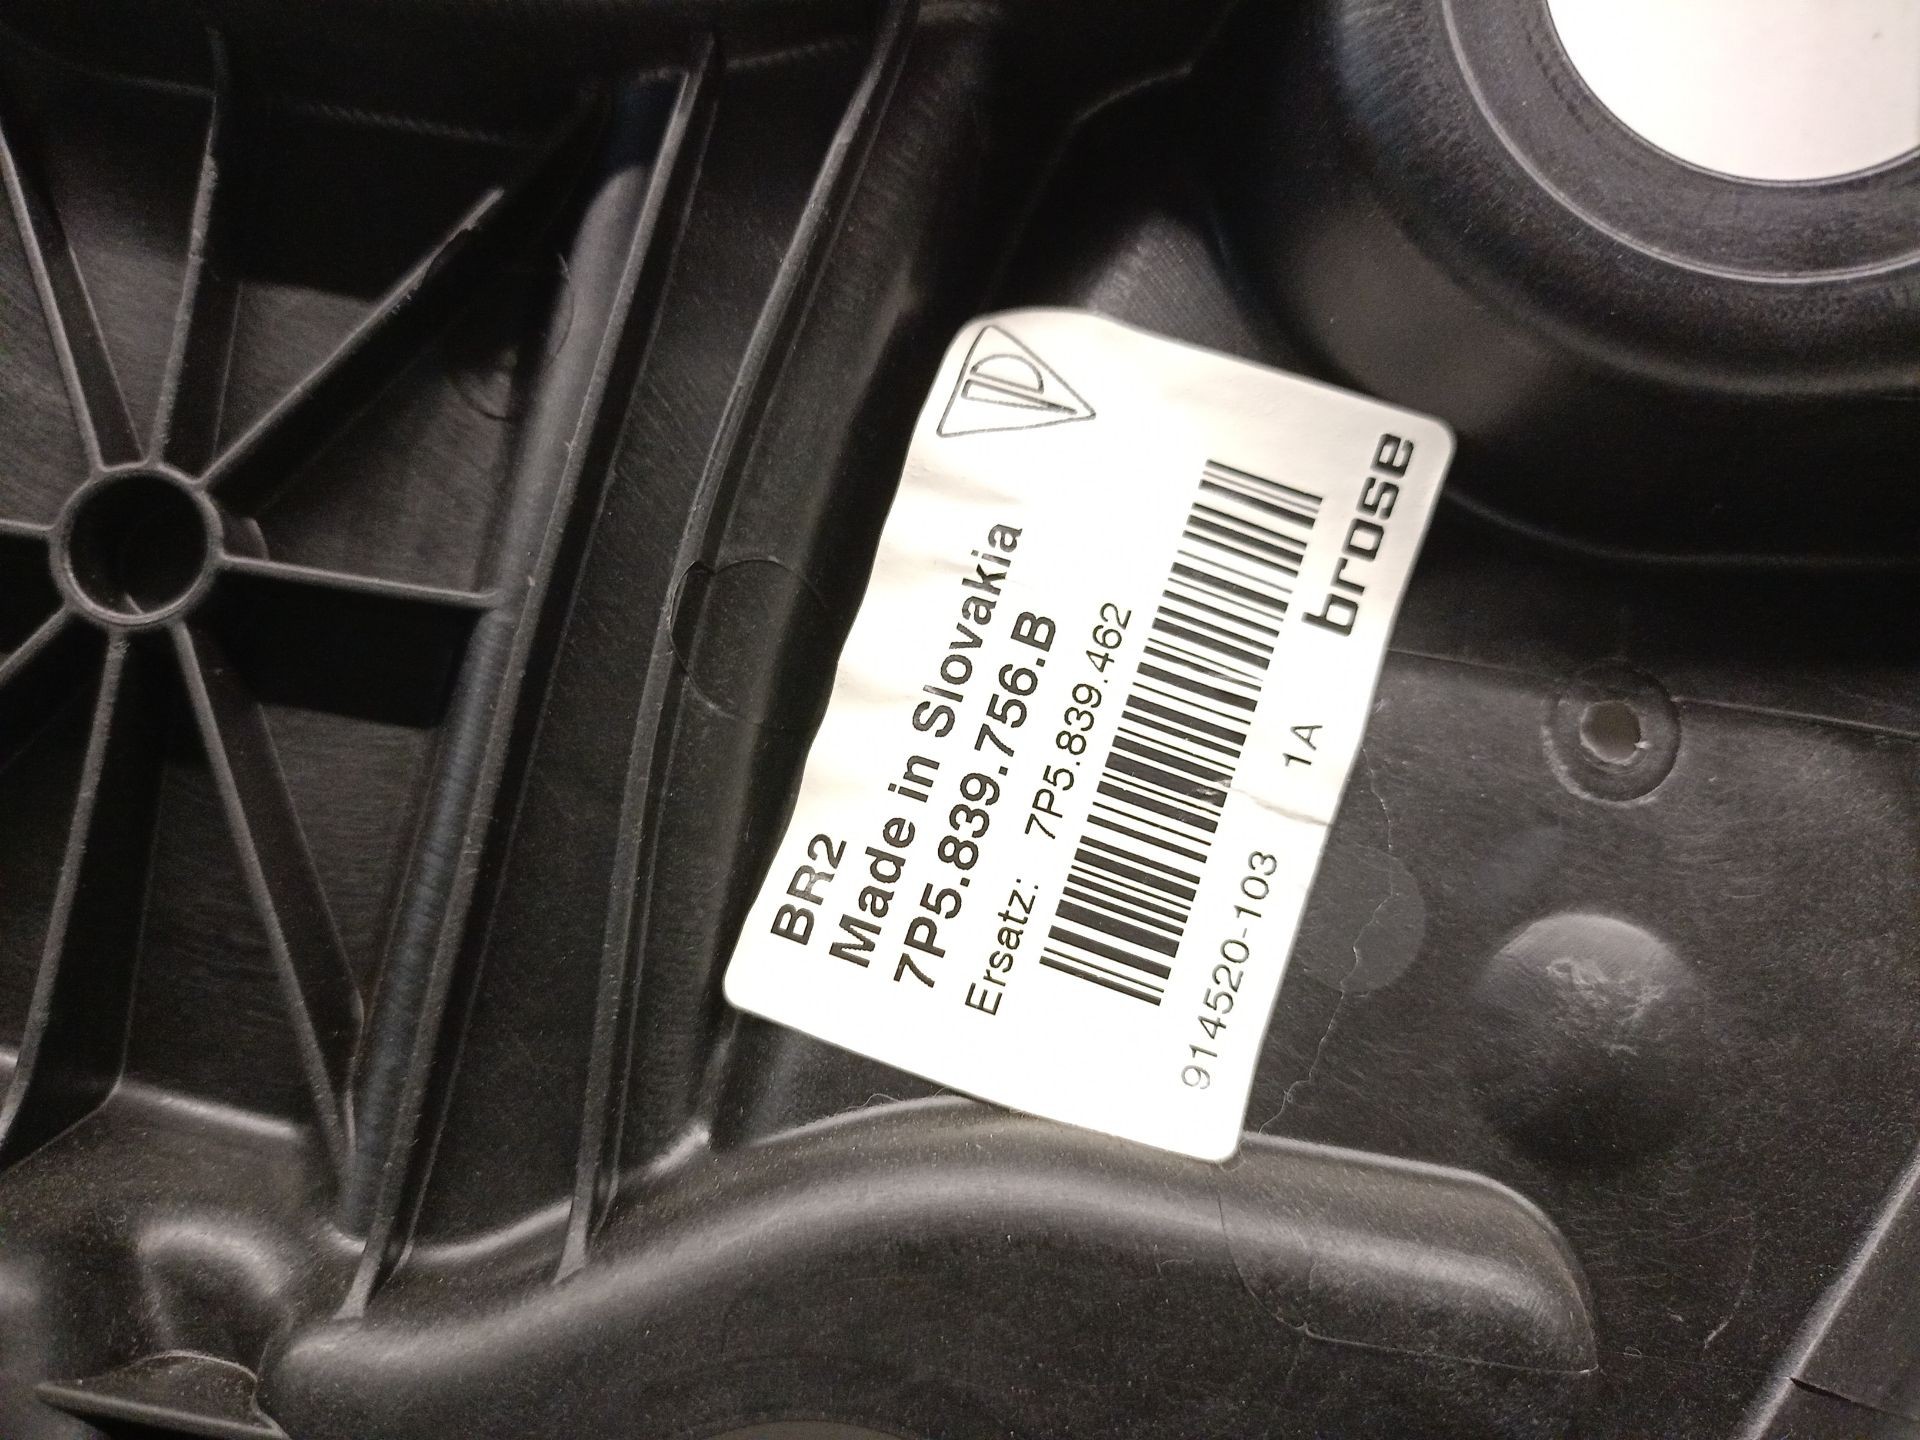 BR2
Made in Slovakia
7P5.839.756.B
Ersatz: 7P5.839.462
914520-103 1A
brose